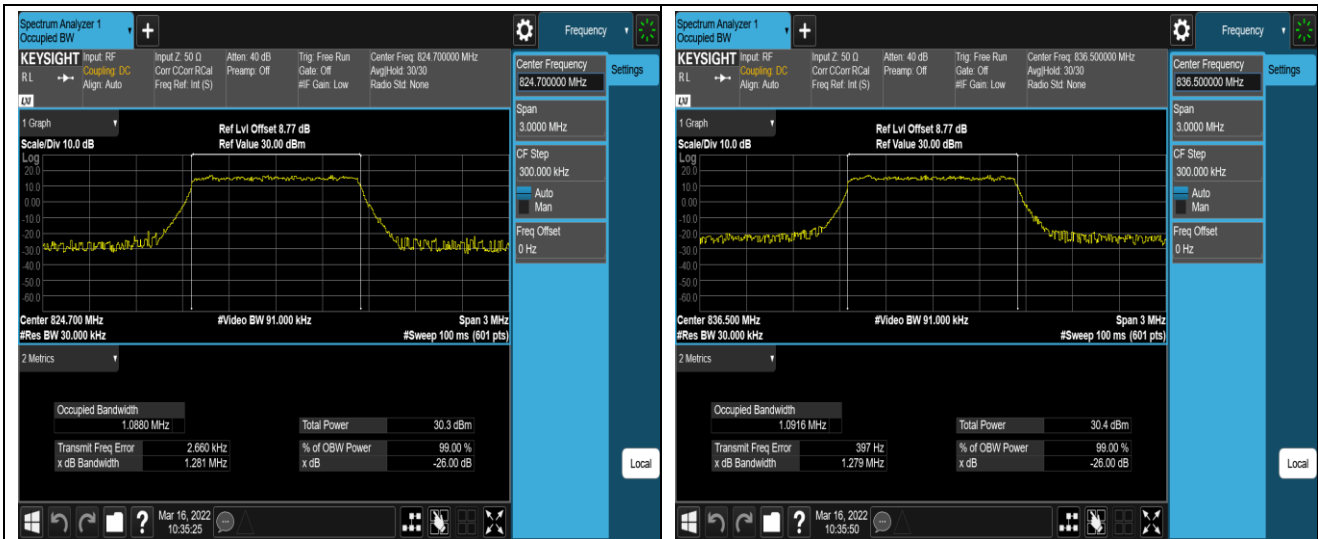 Spectrum Analyzer 1
Occupied BW
+
Frequency
KEYSIGHT
Input: RF
Input Z: 50 Ω
Atten: 40 dB
Trig: Free Run
Center Freq: 824.700000 MHz
R L
Coupling: DC
Corr CCorr RCal
Preamp: Off
Gate: Off
Avg|Hold: 30/30
Align: Auto
Freq Ref: Int (S)
#IF Gain: Low
Radio Std: None
LXI
Center Frequency
824.700000 MHz
Settings
Span
3.0000 MHz
CF Step
300.000 kHz
Auto
Man
Freq Offset
0 Hz
Local
1 Graph
Ref Lvl Offset 8.77 dB
Scale/Div 10.0 dB
Ref Value 30.00 dBm
Log
20.0
10.0
0.00
-10.0
-20.0
-30.0
-40.0
-50.0
-60.0
Center 824.700 MHz
#Video BW 91.000 kHz
Span 3 MHz
#Res BW 30.000 kHz
#Sweep 100 ms (601 pts)
2 Metrics
Occupied Bandwidth
1.0880 MHz
Total Power 30.3 dBm
Transmit Freq Error 2.660 kHz
% of OBW Power 99.00 %
x dB Bandwidth 1.281 MHz
x dB -26.00 dB
?
Mar 16, 2022
10:35:25
Spectrum Analyzer 1
Occupied BW
+
Frequency
KEYSIGHT
Input: RF
Input Z: 50 Ω
Atten: 40 dB
Trig: Free Run
Center Freq: 836.500000 MHz
R L
Coupling: DC
Corr CCorr RCal
Preamp: Off
Gate: Off
Avg|Hold: 30/30
Align: Auto
Freq Ref: Int (S)
#IF Gain: Low
Radio Std: None
LXI
Center Frequency
836.500000 MHz
Settings
Span
3.0000 MHz
CF Step
300.000 kHz
Auto
Man
Freq Offset
0 Hz
Local
1 Graph
Ref Lvl Offset 8.77 dB
Scale/Div 10.0 dB
Ref Value 30.00 dBm
Log
20.0
10.0
0.00
-10.0
-20.0
-30.0
-40.0
-50.0
-60.0
Center 836.500 MHz
#Video BW 91.000 kHz
Span 3 MHz
#Res BW 30.000 kHz
#Sweep 100 ms (601 pts)
2 Metrics
Occupied Bandwidth
1.0916 MHz
Total Power 30.4 dBm
Transmit Freq Error 397 Hz
% of OBW Power 99.00 %
x dB Bandwidth 1.279 MHz
x dB -26.00 dB
?
Mar 16, 2022
10:35:50